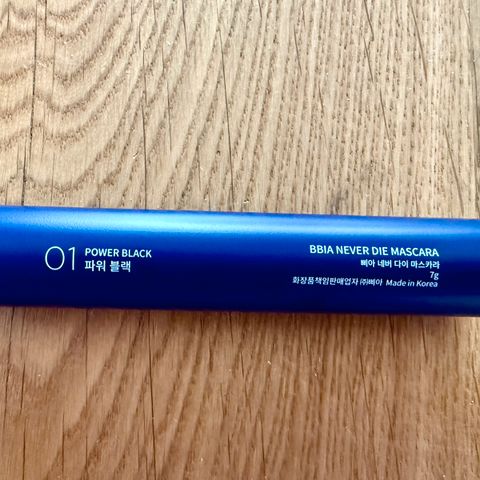 01
POWER BLACK
파워 블랙
BBIA NEVER DIE MASCARA
삐아 네버 다이 마스카라
7g
화장품책임판매업자 ㈜삐아 Made in Korea